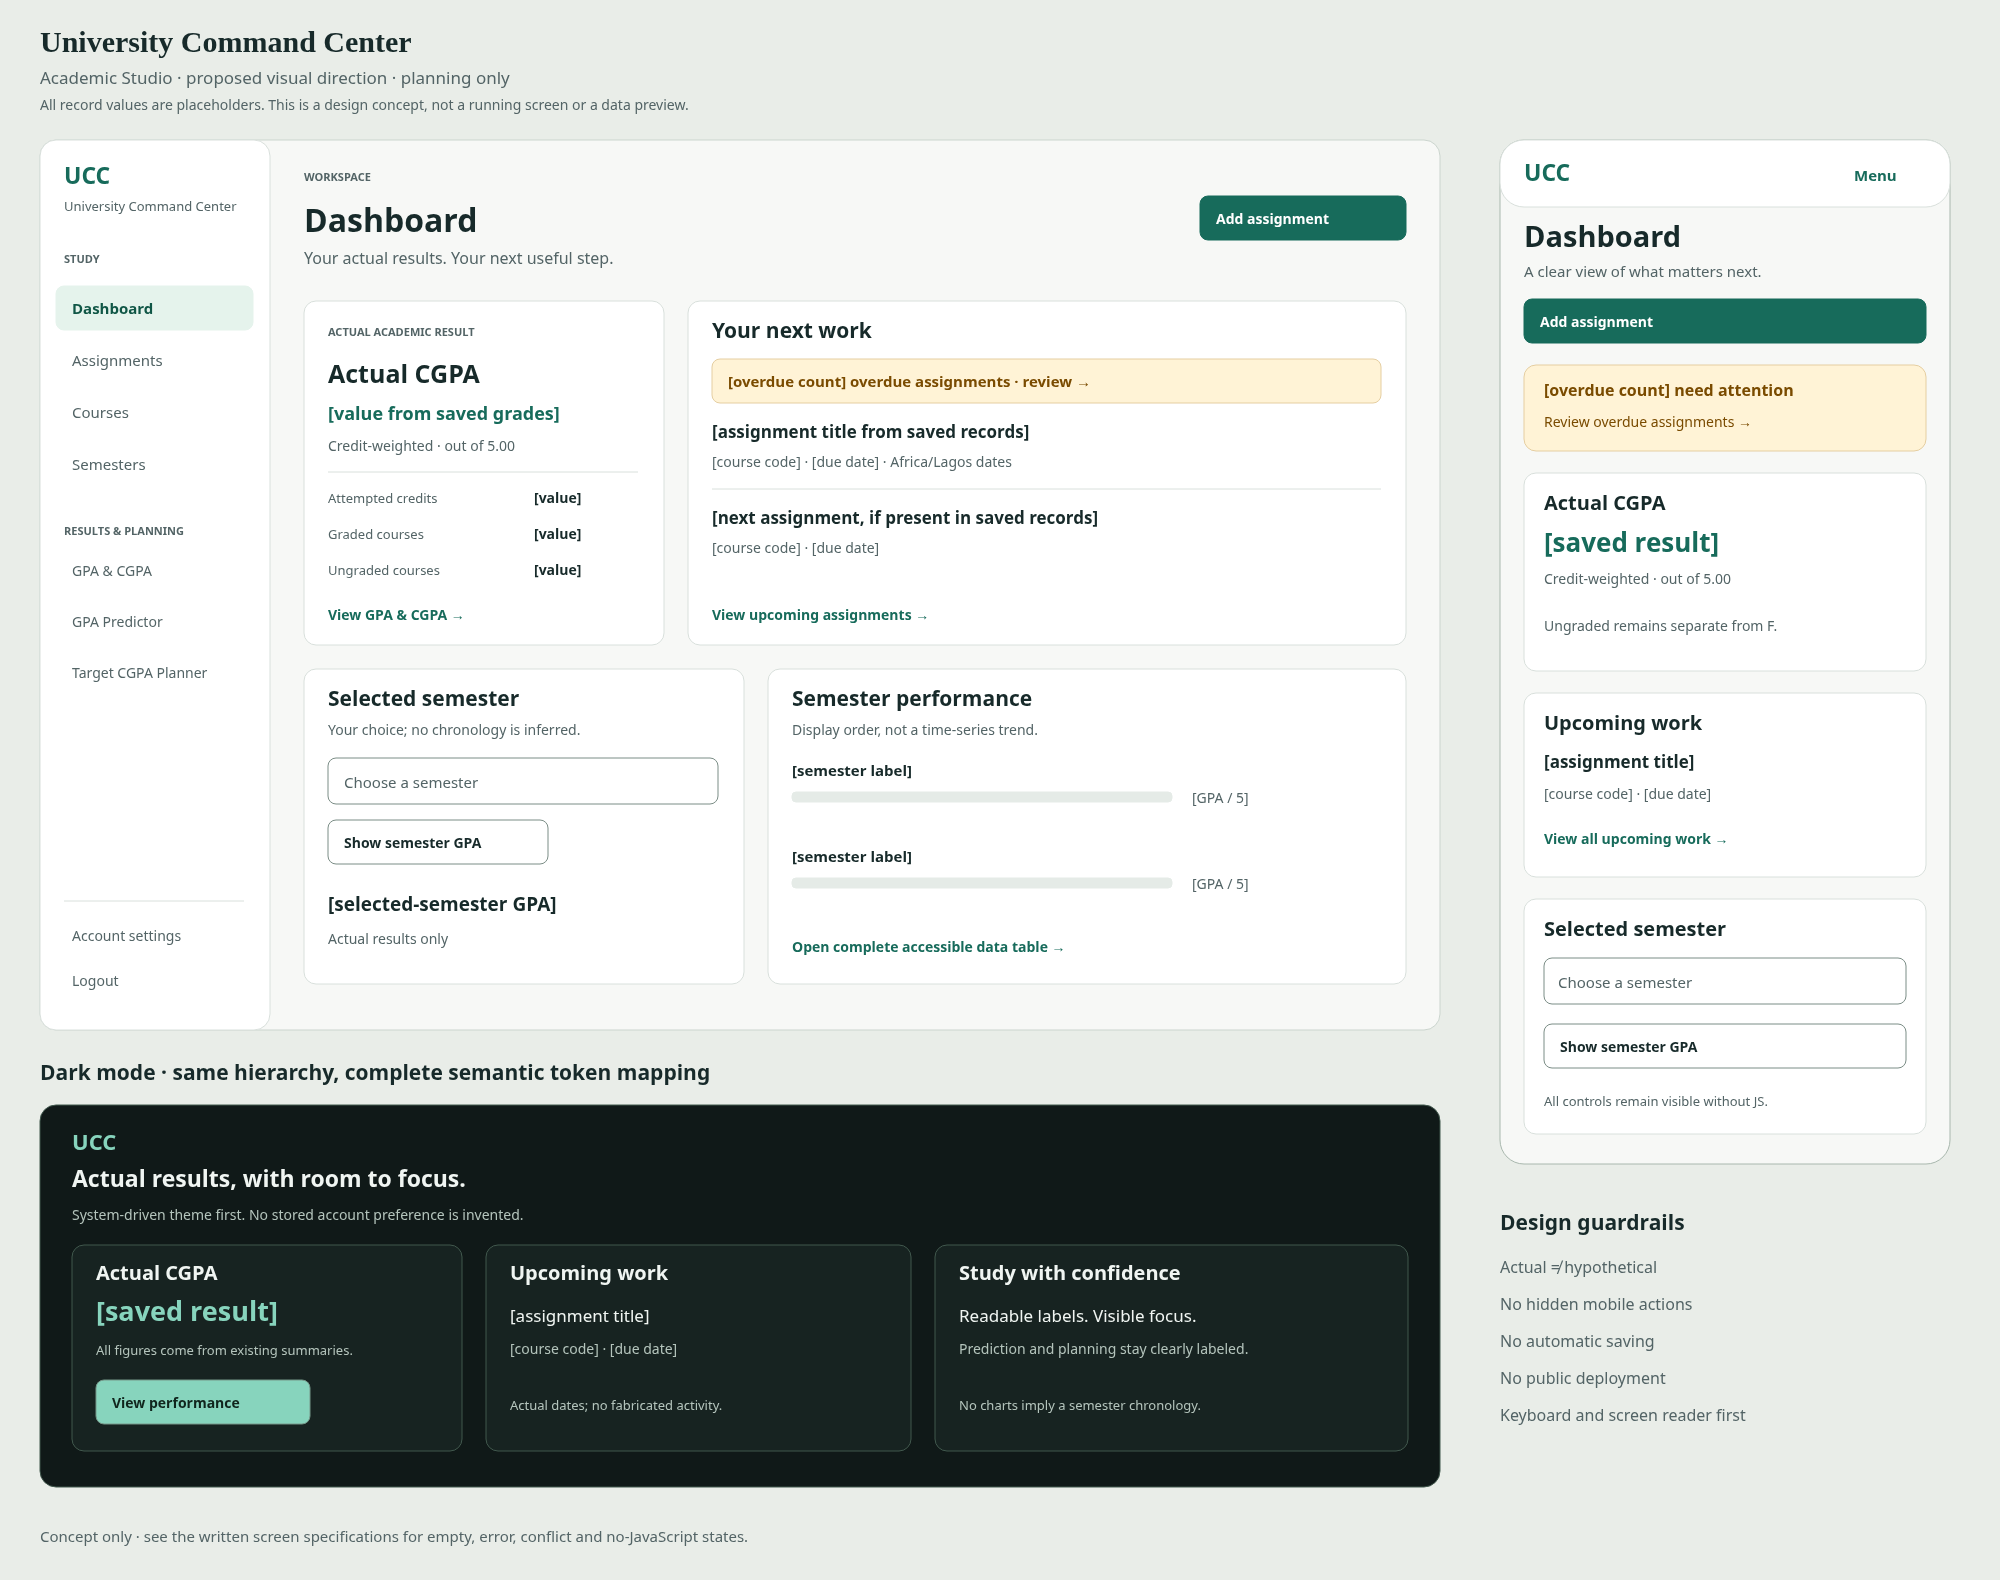 University Command Center
Academic Studio · proposed visual direction · planning only
All record values are placeholders. This is a design concept, not a running screen or a data preview.
UCC
University Command Center
STUDY
Dashboard
Assignments
Courses
Semesters
RESULTS & PLANNING
GPA & CGPA
GPA Predictor
Target CGPA Planner
Account settings
Logout
WORKSPACE
Dashboard
Your actual results. Your next useful step.
Add assignment
ACTUAL ACADEMIC RESULT
Actual CGPA
[value from saved grades]
Credit-weighted · out of 5.00
Attempted credits [value]
Graded courses [value]
Ungraded courses [value]
View GPA & CGPA →
Your next work
[overdue count] overdue assignments · review →
[assignment title from saved records]
[course code] · [due date] · Africa/Lagos dates
[next assignment, if present in saved records]
[course code] · [due date]
View upcoming assignments →
Selected semester
Your choice; no chronology is inferred.
Choose a semester
Show semester GPA
[selected-semester GPA]
Actual results only
Semester performance
Display order, not a time-series trend.
[semester label]
[GPA / 5]
[semester label]
[GPA / 5]
Open complete accessible data table →
UCC
Menu
Dashboard
A clear view of what matters next.
Add assignment
[overdue count] need attention
Review overdue assignments →
Actual CGPA
[saved result]
Credit-weighted · out of 5.00
Ungraded remains separate from F.
Upcoming work
[assignment title]
[course code] · [due date]
View all upcoming work →
Selected semester
Choose a semester
Show semester GPA
All controls remain visible without JS.
Dark mode · same hierarchy, complete semantic token mapping
UCC
Actual results, with room to focus.
System-driven theme first. No stored account preference is invented.
Actual CGPA
[saved result]
All figures come from existing summaries.
View performance
Upcoming work
[assignment title]
[course code] · [due date]
Actual dates; no fabricated activity.
Study with confidence
Readable labels. Visible focus.
Prediction and planning stay clearly labeled.
No charts imply a semester chronology.
Design guardrails
Actual ≠ hypothetical
No hidden mobile actions
No automatic saving
No public deployment
Keyboard and screen reader first
Concept only · see the written screen specifications for empty, error, conflict and no-JavaScript states.